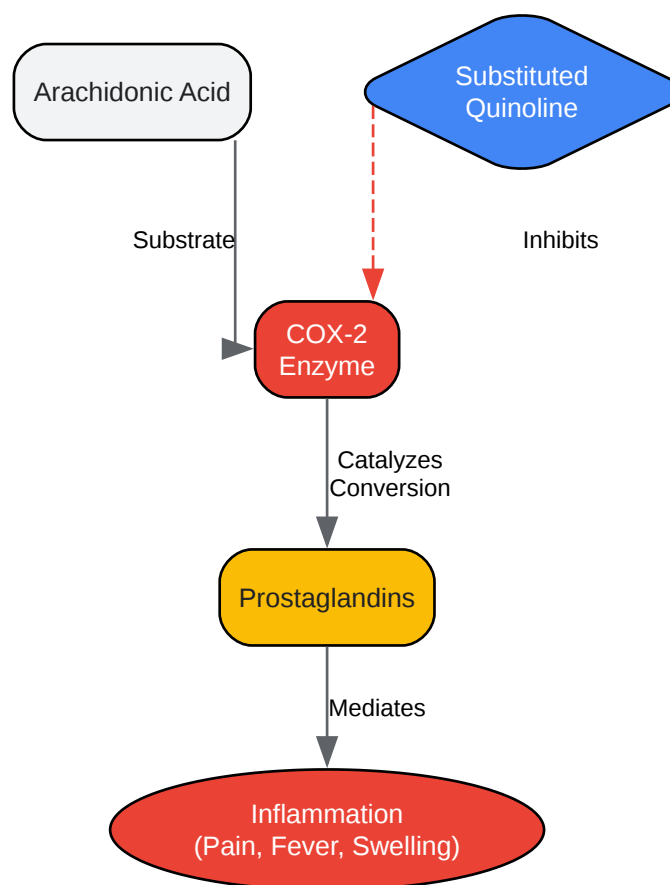 Arachidonic Acid
Substituted
Quinoline
Substrate
Inhibits
COX-2
Enzyme
Catalyzes
Conversion
Prostaglandins
Mediates
Inflammation
(Pain, Fever, Swelling)